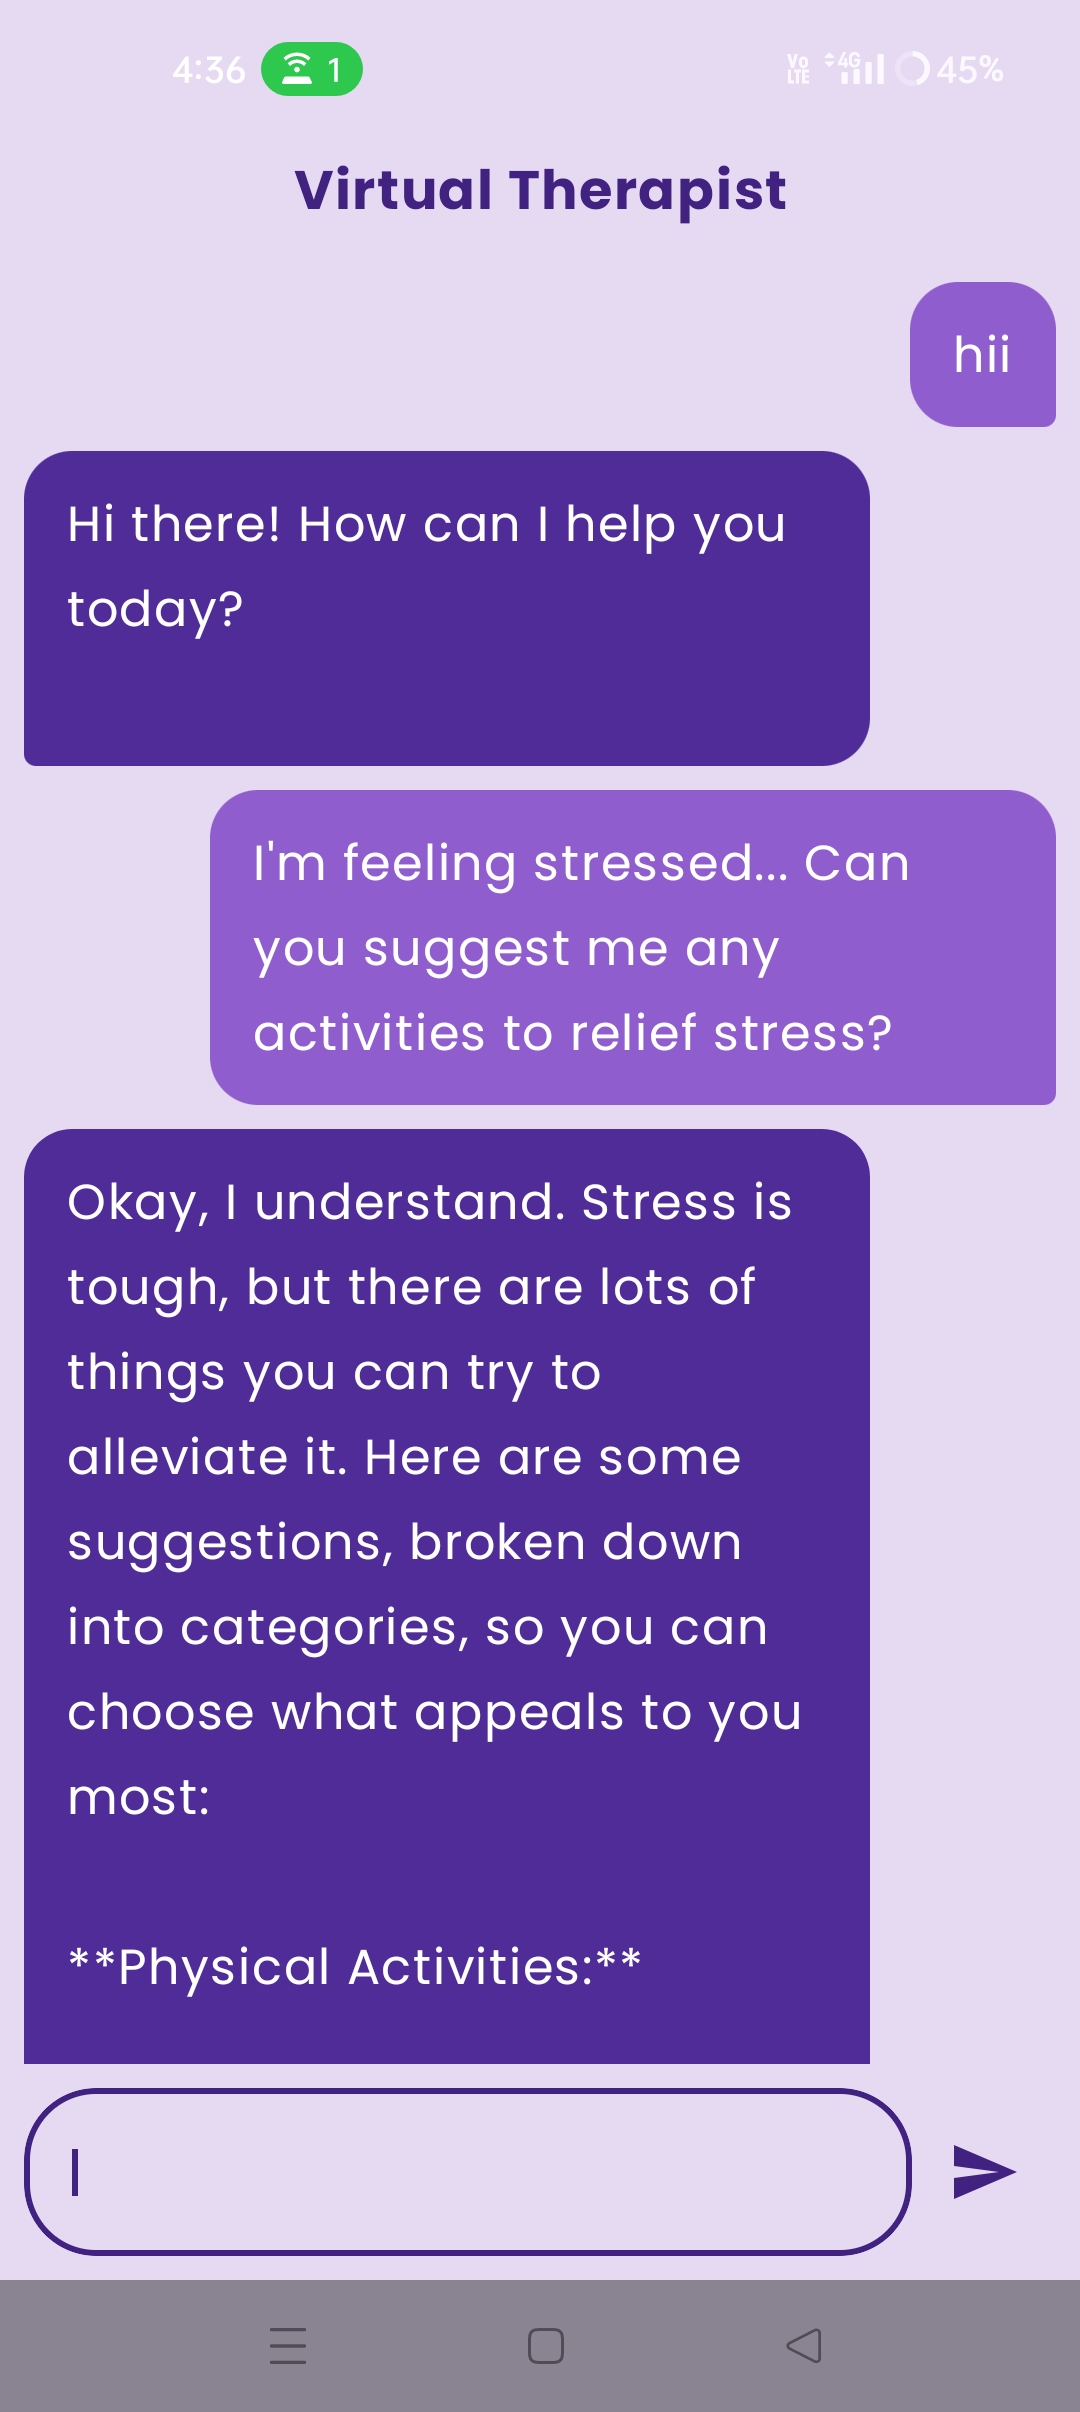 4:36 1 Vo LTE 4G 45%
Virtual Therapist
hii
Hi there! How can I help you
today?
I'm feeling stressed... Can
you suggest me any
activities to relief stress?
Okay, I understand. Stress is
tough, but there are lots of
things you can try to
alleviate it. Here are some
suggestions, broken down
into categories, so you can
choose what appeals to you
most:
**Physical Activities:**